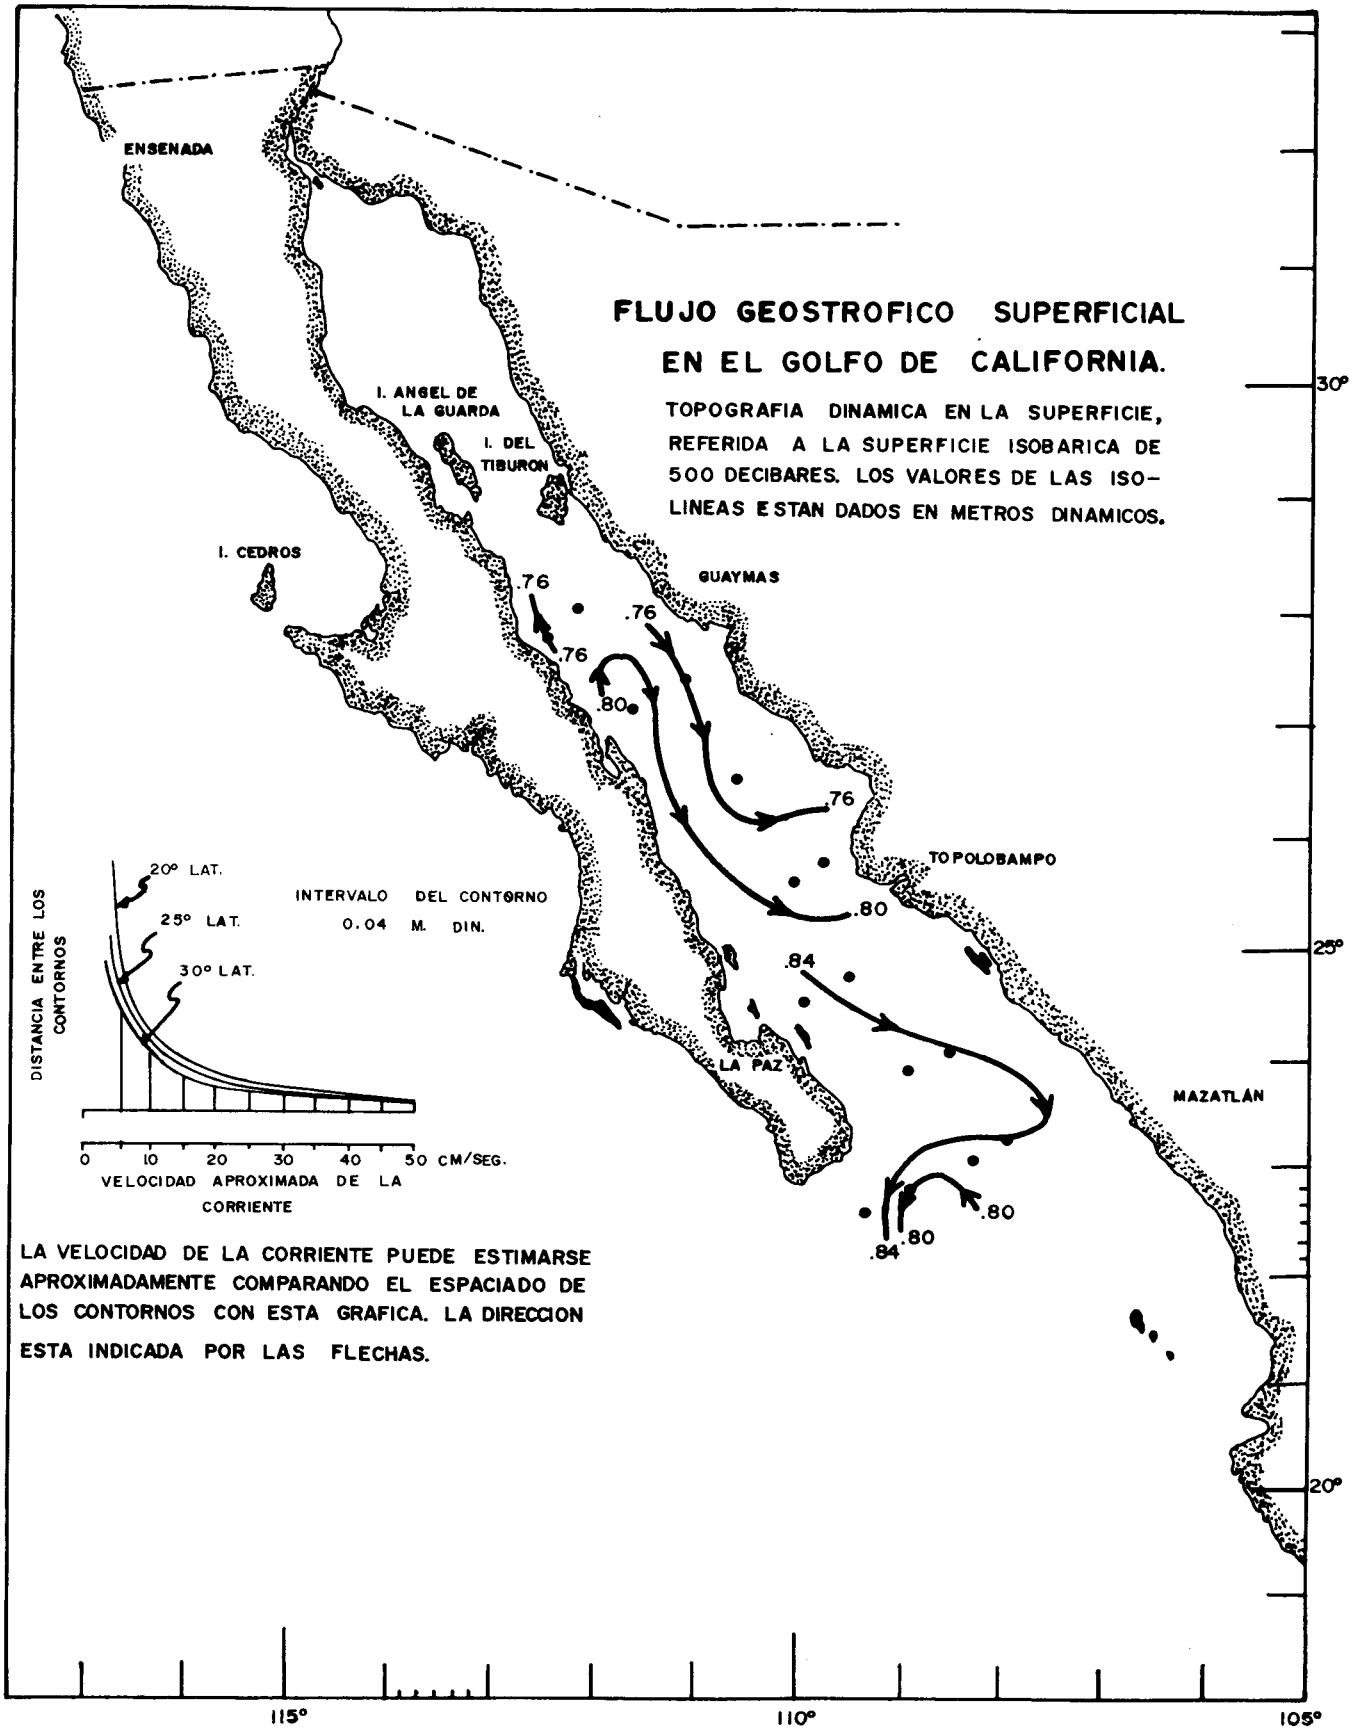 ENSENADA
FLUJO GEOSTROFICO SUPERFICIAL
EN EL GOLFO DE CALIFORNIA.
TOPOGRAFIA DINAMICA EN LA SUPERFICIE,
REFERIDA A LA SUPERFICIE ISOBARICA DE
500 DECIBARES. LOS VALORES DE LAS ISO-
LINEAS ESTAN DADOS EN METROS DINAMICOS.
30°
I. ANGEL DE
LA GUARDA
I. DEL
TIBURON
I. CEDROS
GUAYMAS
.76
.76
.76
.80
.76
TOPOLOBAMPO
.80
25°
.84
LA PAZ
MAZATLÁN
.80
.80
.84
20°
DISTANCIA ENTRE LOS
CONTORNOS
20° LAT.
25° LAT.
30° LAT.
INTERVALO DEL CONTORNO
0.04 M. DIN.
0 10 20 30 40 50 CM/SEG.
VELOCIDAD APROXIMADA DE LA
CORRIENTE
LA VELOCIDAD DE LA CORRIENTE PUEDE ESTIMARSE
APROXIMADAMENTE COMPARANDO EL ESPACIADO DE
LOS CONTORNOS CON ESTA GRAFICA. LA DIRECCION
ESTA INDICADA POR LAS FLECHAS.
115° 110° 105°